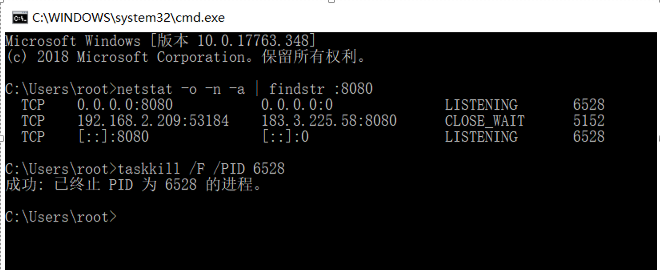 C:\WINDOWS\system32\cmd.exe
Microsoft Windows [版本 10.0.17763.348]
(c) 2018 Microsoft Corporation。保留所有权利。
C:\Users\root>netstat -o -n -a | findstr :8080
TCP 0.0.0.0:8080 0.0.0.0:0 LISTENING 6528
TCP 192.168.2.209:53184 183.3.225.58:8080 CLOSE_WAIT 5152
TCP [::]:8080 [::]:0 LISTENING 6528
C:\Users\root>taskkill /F /PID 6528
成功: 已终止 PID 为 6528 的进程。
C:\Users\root>